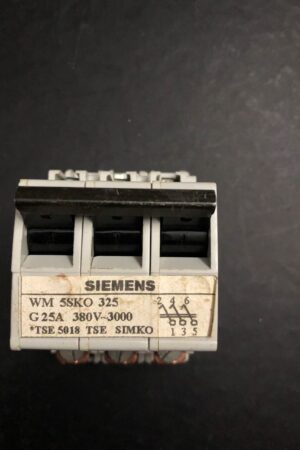 SIEMENS
WM 5SKO 325
G 25A 380V~3000
*TSE 5018 TSE SIMKO
2 4 6
1 3 5